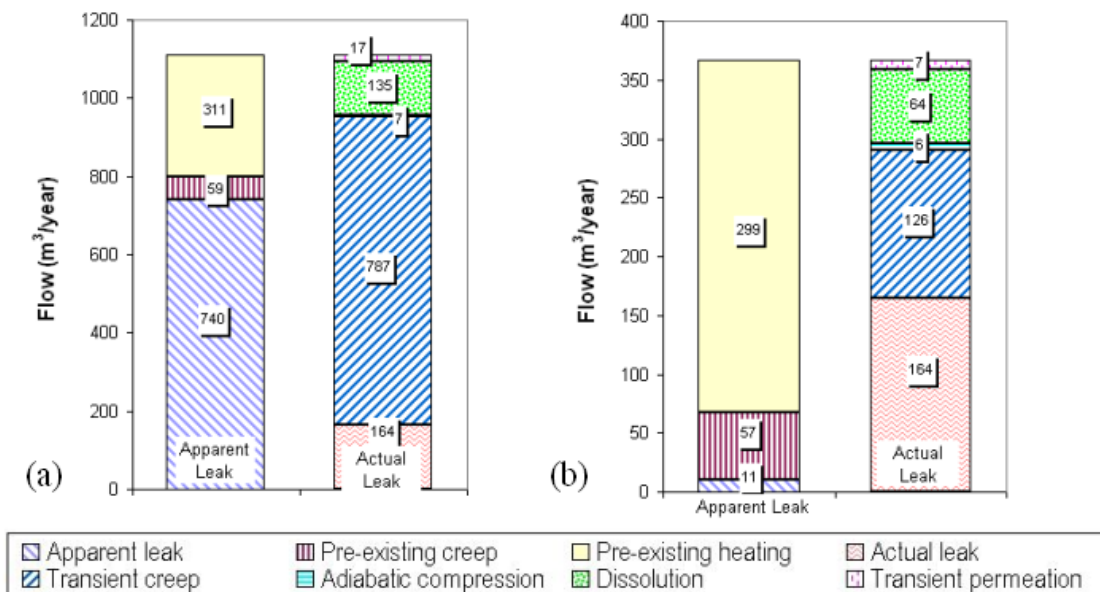 1200
1000
800
600
400
200
0
Flow (m³/year)
311
59
740
Apparent
Leak
17
135
7
787
164
Actual
Leak
(a)
400
350
300
250
200
150
100
50
0
Flow (m³/year)
299
57
11
Apparent Leak
7
64
6
126
164
Actual
Leak
(b)
Apparent leak Pre-existing creep Pre-existing heating Actual leak
Transient creep Adiabatic compression Dissolution Transient permeation